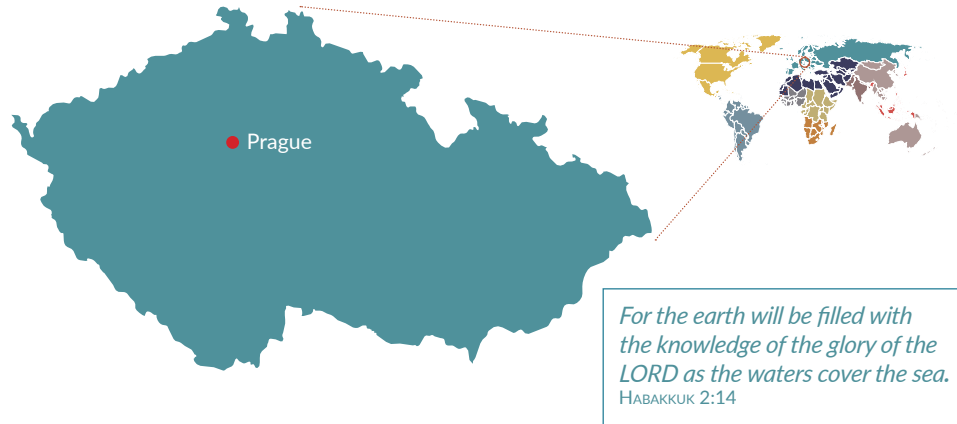 Prague
For the earth will be filled with
the knowledge of the glory of the
LORD as the waters cover the sea.
Habakkuk 2:14